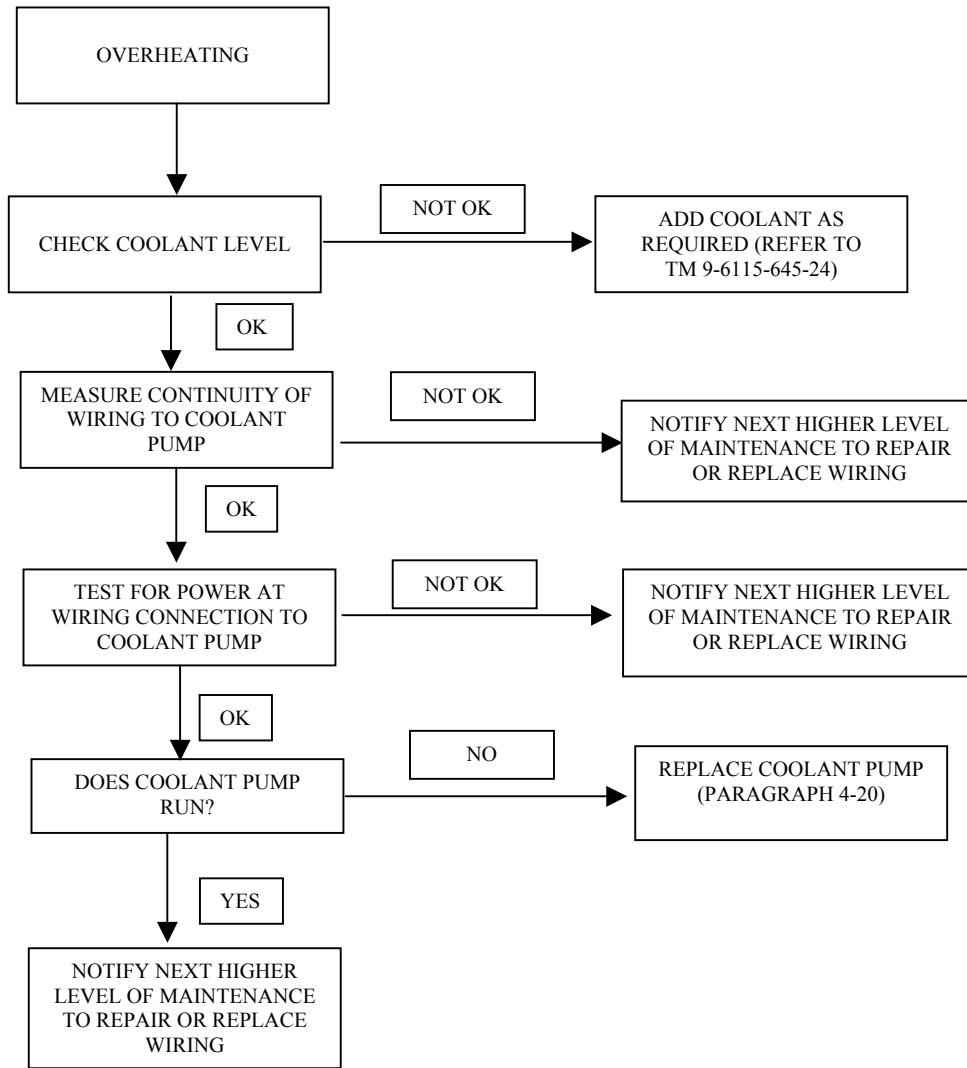 OVERHEATING
CHECK COOLANT LEVEL
NOT OK
ADD COOLANT AS
REQUIRED (REFER TO
TM 9-6115-645-24)
OK
MEASURE CONTINUITY OF
WIRING TO COOLANT
PUMP
NOT OK
NOTIFY NEXT HIGHER LEVEL
OF MAINTENANCE TO REPAIR
OR REPLACE WIRING
OK
TEST FOR POWER AT
WIRING CONNECTION TO
COOLANT PUMP
NOT OK
NOTIFY NEXT HIGHER LEVEL
OF MAINTENANCE TO REPAIR
OR REPLACE WIRING
OK
DOES COOLANT PUMP
RUN?
NO
REPLACE COOLANT PUMP
(PARAGRAPH 4-20)
YES
NOTIFY NEXT HIGHER
LEVEL OF MAINTENANCE
TO REPAIR OR REPLACE
WIRING